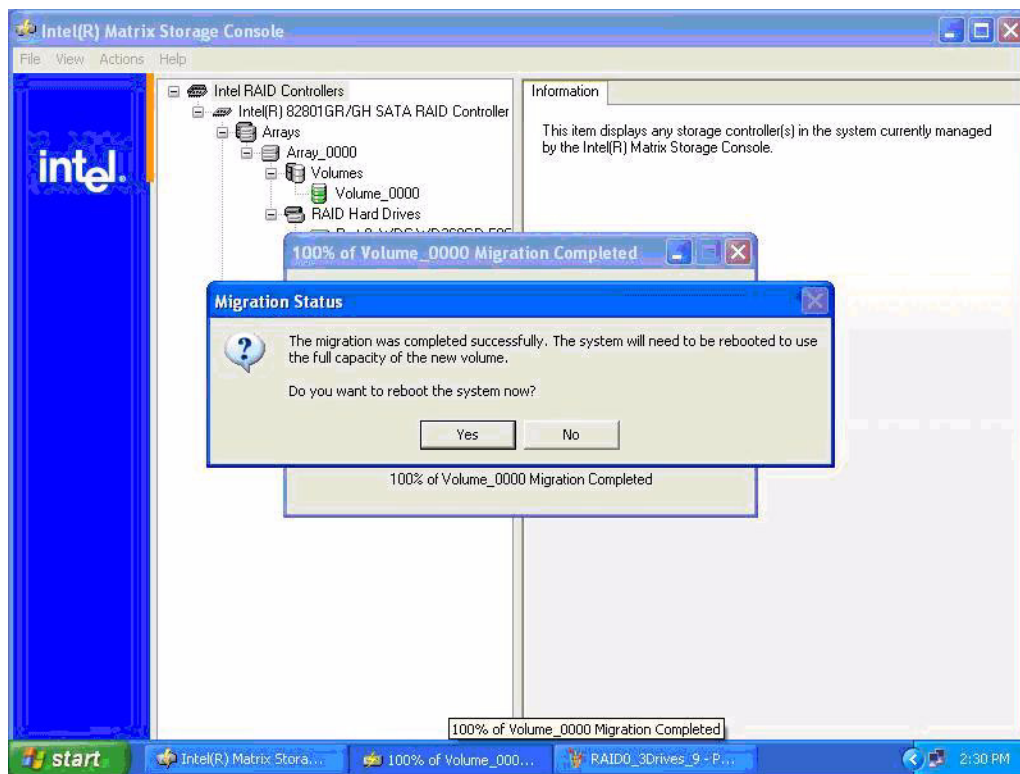 Intel(R) Matrix Storage Console
File View Actions Help
intel.
Intel RAID Controllers
Intel(R) 82801GR/GH SATA RAID Controller
Arrays
Array_0000
Volumes
Volume_0000
RAID Hard Drives
Information
This item displays any storage controller(s) in the system currently managed
by the Intel(R) Matrix Storage Console.
100% of Volume_0000 Migration Completed
Migration Status
The migration was completed successfully. The system will need to be rebooted to use
the full capacity of the new volume.
Do you want to reboot the system now?
Yes No
100% of Volume_0000 Migration Completed
100% of Volume_0000 Migration Completed
start Intel(R) Matrix Stora... 100% of Volume_000... RAID0_3Drives_9 - P... 2:30 PM